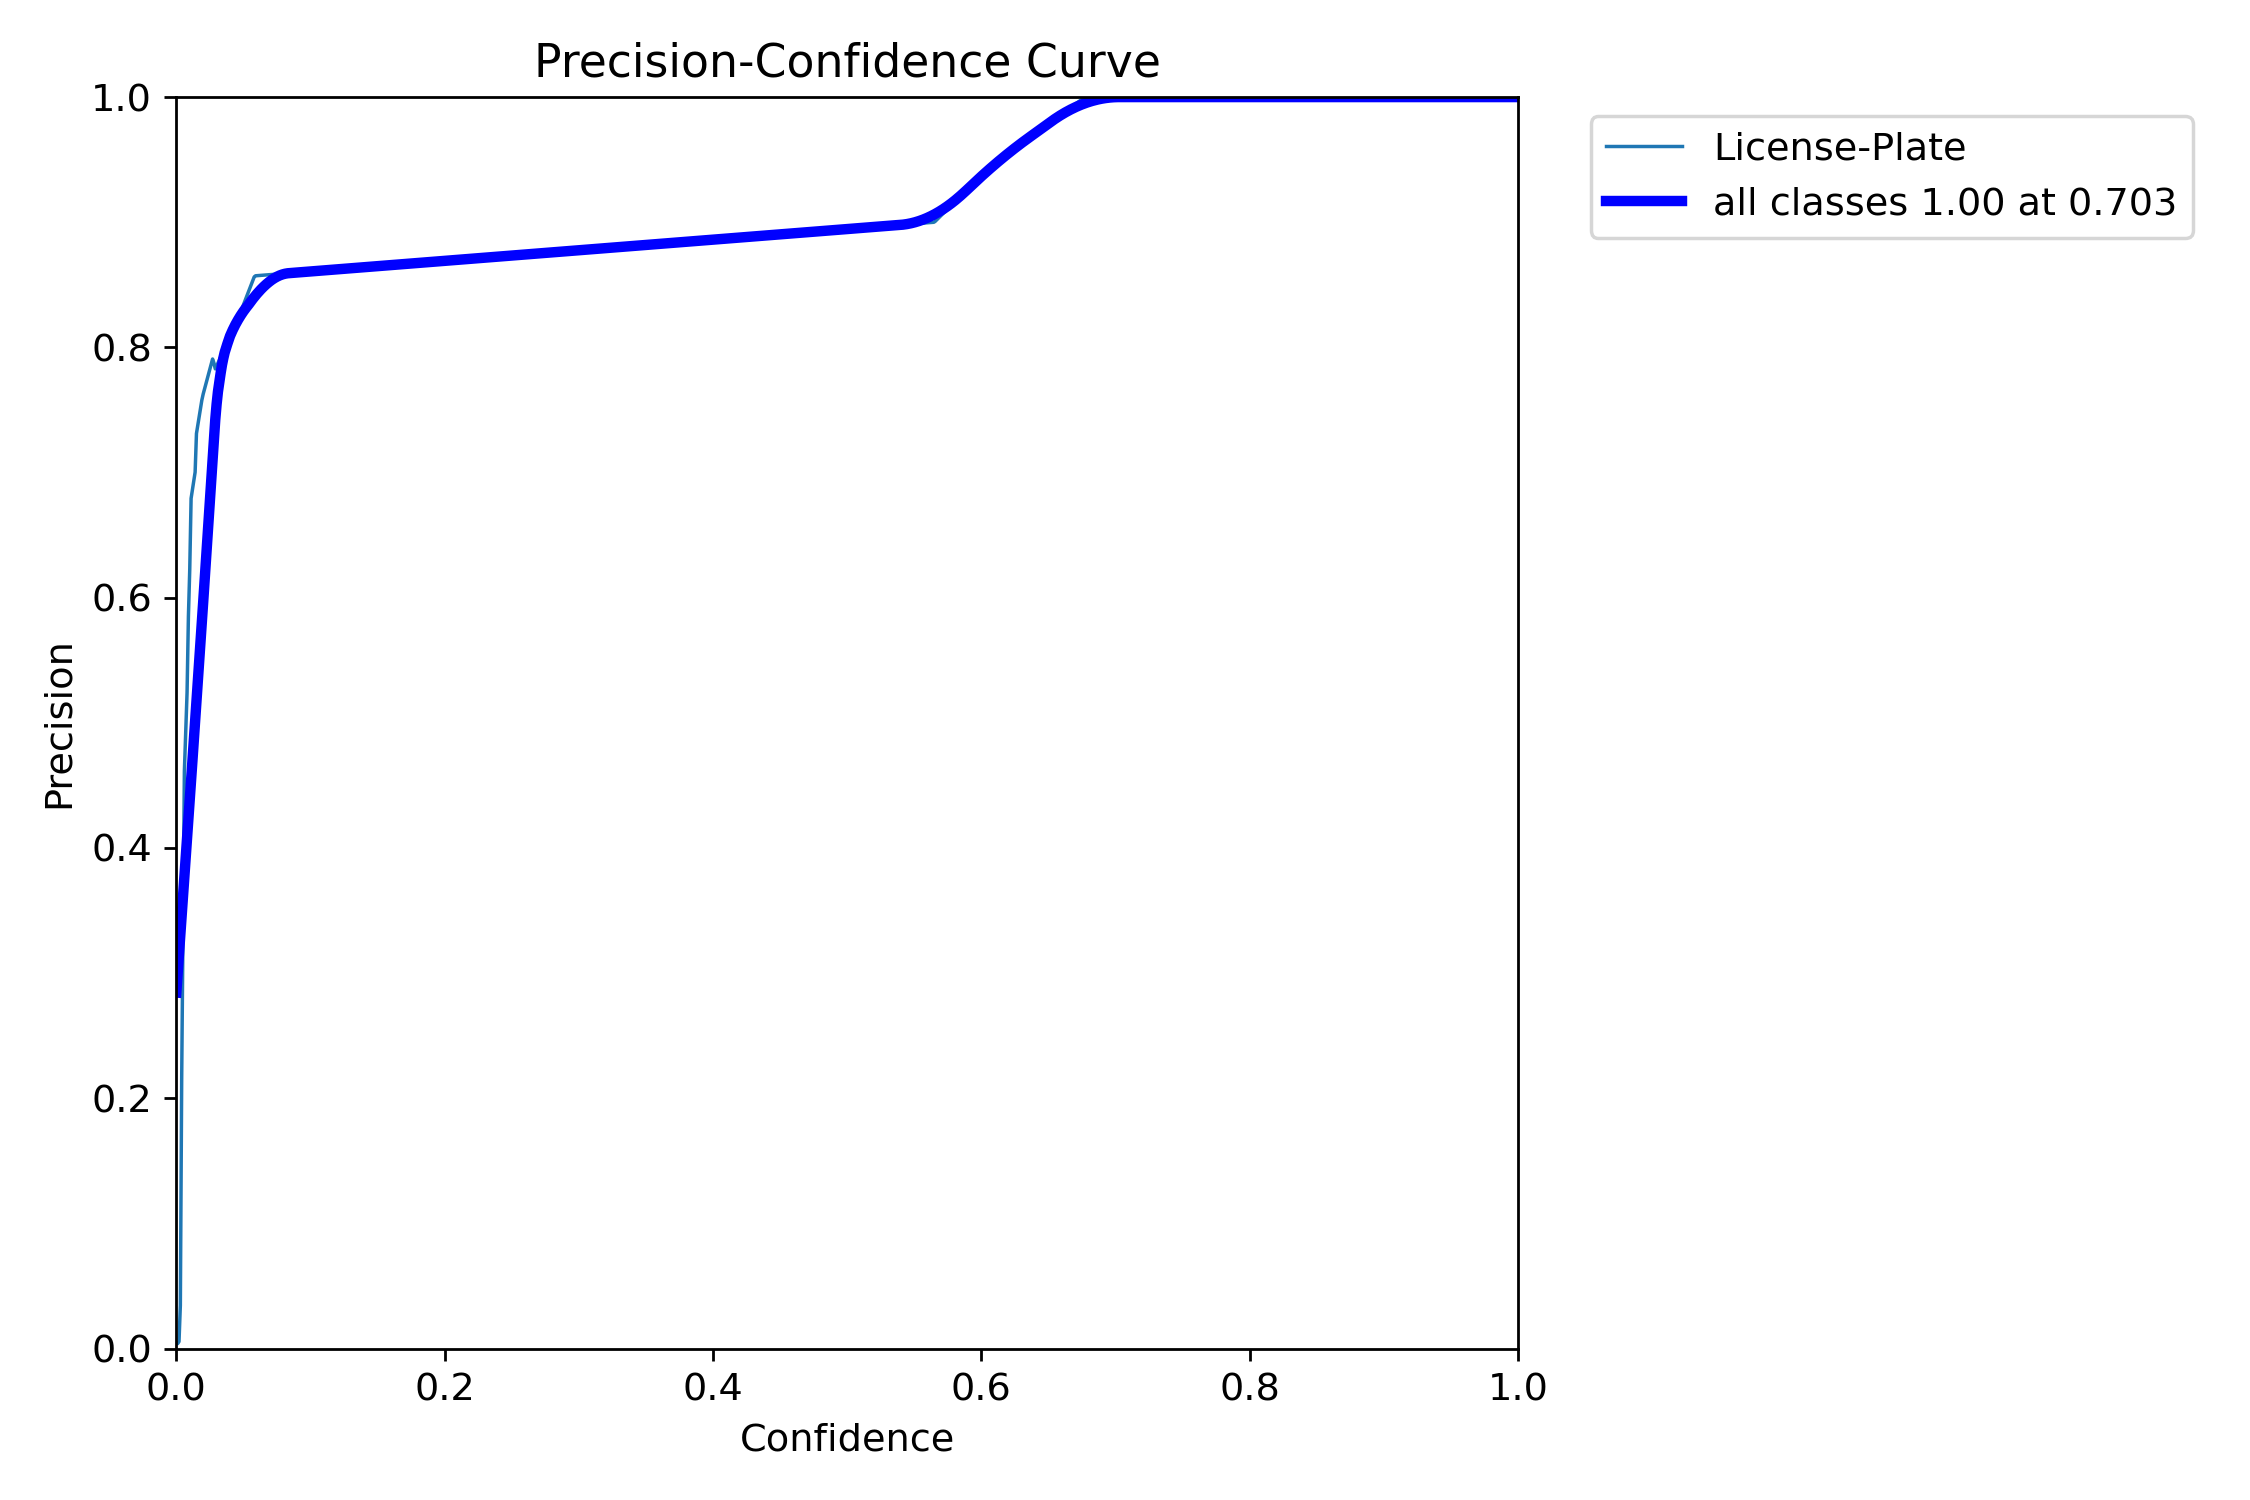 Precision-Confidence Curve
1.0
0.8
0.6
0.4
0.2
0.0
Precision
0.0 0.2 0.4 0.6 0.8 1.0
Confidence
License-Plate
all classes 1.00 at 0.703